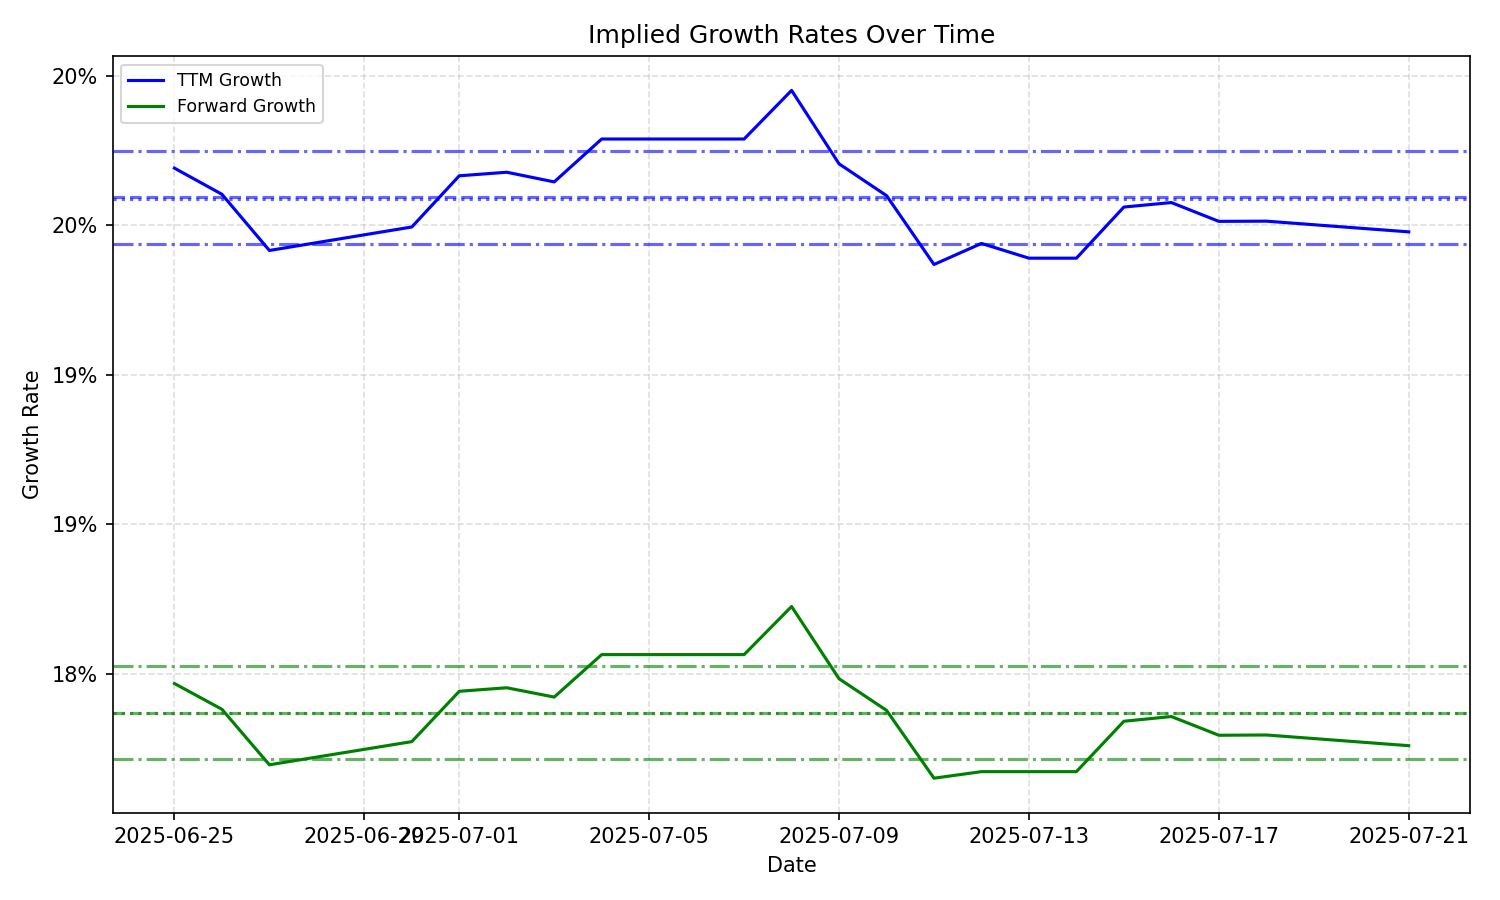 Implied Growth Rates Over Time
TTM Growth
Forward Growth
20%
20%
19%
19%
18%
Growth Rate
2025-06-25
2025-06-29
2025-07-01
2025-07-05
2025-07-09
2025-07-13
2025-07-17
2025-07-21
Date